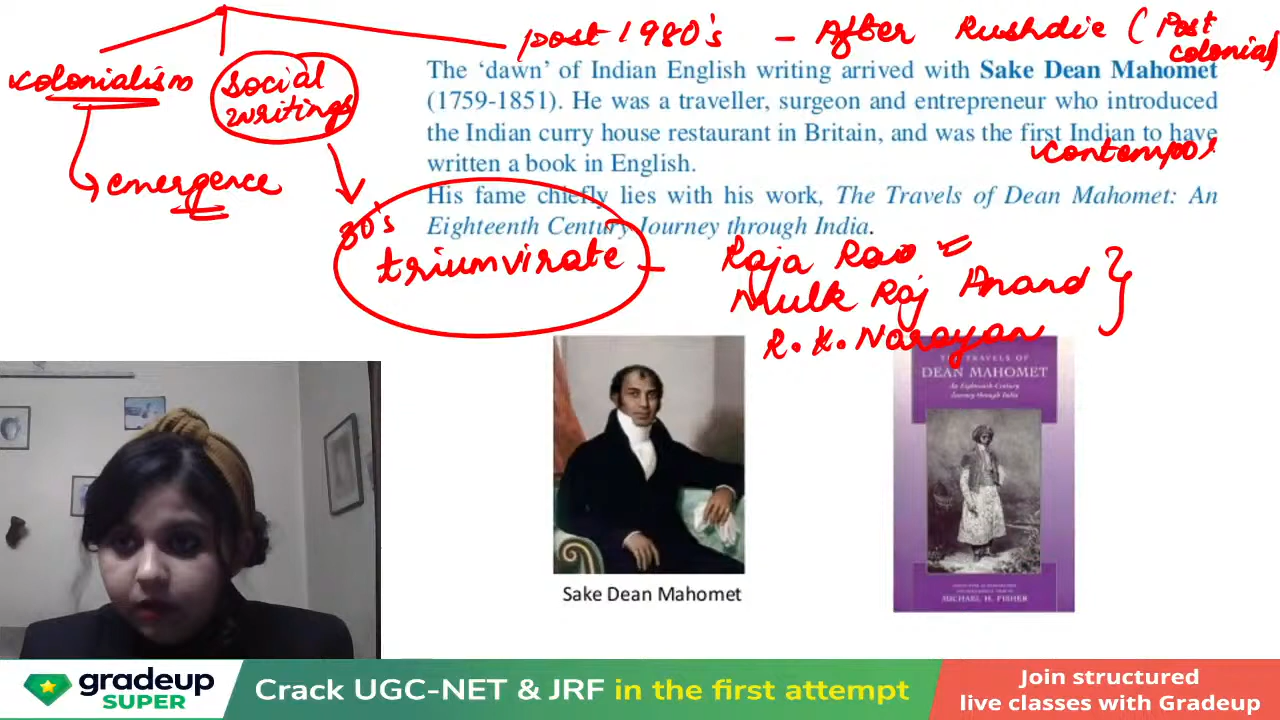 post 1980's - After Rushdie (Post
colonial
colonialism
social
writings
emergence
30's
triumvirate -
Raja Rao
Mulk Raj Anand
R. K. Narayan
The ‘dawn’ of Indian English writing arrived with Sake Dean Mahomet
(1759-1851). He was a traveller, surgeon and entrepreneur who introduced
the Indian curry house restaurant in Britain, and was the first Indian to have
written a book in English.
His fame chiefly lies with his work, The Travels of Dean Mahomet: An
Eighteenth Century Journey through India.
Sake Dean Mahomet
THE TRAVELS OF
DEAN MAHOMET
An Eighteenth-Century
Journey through India
MICHAEL H. FISHER
gradeup
SUPER
Crack UGC-NET & JRF in the first attempt
Join structured
live classes with Gradeup